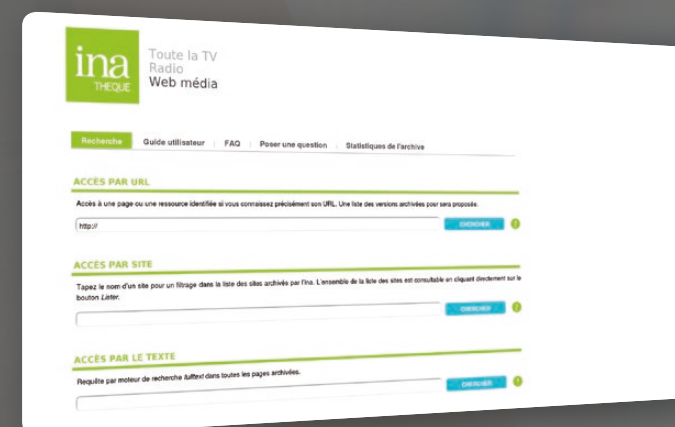 ina
THEQUE
Toute la TV
Radio
Web média
Recherche
Guide utilisateur
FAQ
Poser une question
Statistiques de l'archive
ACCÈS PAR URL
Accès à une page ou une ressource identifiée si vous connaissez précisément son URL. Une liste des versions archivées pour sera proposée.
http://
CHERCHER ?
ACCÈS PAR SITE
Tapez le nom d'un site pour un filtrage dans la liste des sites archivés par l'Ina. L'ensemble de la liste des sites est consultable en cliquant directement sur le
bouton Lister.
CHERCHER ?
ACCÈS PAR LE TEXTE
Requête par moteur de recherche fulltext dans toutes les pages archivées.
CHERCHER ?